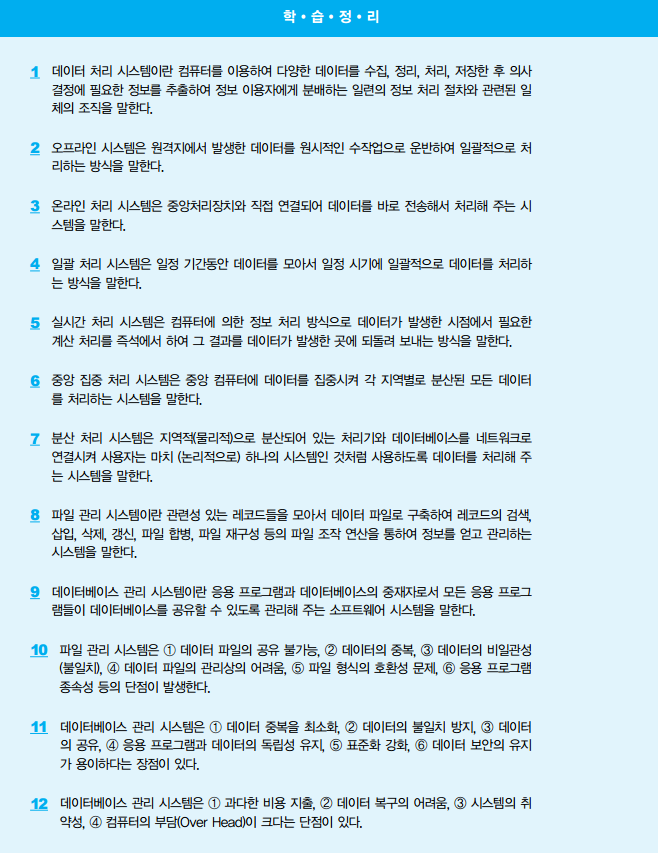 학 • 습 • 정 • 리
1 데이터 처리 시스템이란 컴퓨터를 이용하여 다양한 데이터를 수집, 정리, 처리, 저장한 후 의사
결정에 필요한 정보를 추출하여 정보 이용자에게 분배하는 일련의 정보 처리 절차와 관련된 일
체의 조직을 말한다.
2 오프라인 시스템은 원격지에서 발생한 데이터를 원시적인 수작업으로 운반하여 일괄적으로 처
리하는 방식을 말한다.
3 온라인 처리 시스템은 중앙처리장치와 직접 연결되어 데이터를 바로 전송해서 처리해 주는 시
스템을 말한다.
4 일괄 처리 시스템은 일정 기간동안 데이터를 모아서 일정 시기에 일괄적으로 데이터를 처리하
는 방식을 말한다.
5 실시간 처리 시스템은 컴퓨터에 의한 정보 처리 방식으로 데이터가 발생한 시점에서 필요한
계산 처리를 즉석에서 하여 그 결과를 데이터가 발생한 곳에 되돌려 보내는 방식을 말한다.
6 중앙 집중 처리 시스템은 중앙 컴퓨터에 데이터를 집중시켜 각 지역별로 분산된 모든 데이터
를 처리하는 시스템을 말한다.
7 분산 처리 시스템은 지역적(물리적)으로 분산되어 있는 처리기와 데이터베이스를 네트워크로
연결시켜 사용자는 마치 (논리적으로) 하나의 시스템인 것처럼 사용하도록 데이터를 처리해 주
는 시스템을 말한다.
8 파일 관리 시스템이란 관련성 있는 레코드들을 모아서 데이터 파일로 구축하여 레코드의 검색,
삽입, 삭제, 갱신, 파일 합병, 파일 재구성 등의 파일 조작 연산을 통하여 정보를 얻고 관리하는
시스템을 말한다.
9 데이터베이스 관리 시스템이란 응용 프로그램과 데이터베이스의 중재자로서 모든 응용 프로그
램들이 데이터베이스를 공유할 수 있도록 관리해 주는 소프트웨어 시스템을 말한다.
10 파일 관리 시스템은 ① 데이터 파일의 공유 불가능, ② 데이터의 중복, ③ 데이터의 비일관성
(불일치), ④ 데이터 파일의 관리상의 어려움, ⑤ 파일 형식의 호환성 문제, ⑥ 응용 프로그램
종속성 등의 단점이 발생한다.
11 데이터베이스 관리 시스템은 ① 데이터 중복을 최소화, ② 데이터의 불일치 방지, ③ 데이터
의 공유, ④ 응용 프로그램과 데이터의 독립성 유지, ⑤ 표준화 강화, ⑥ 데이터 보안의 유지
가 용이하다는 장점이 있다.
12 데이터베이스 관리 시스템은 ① 과다한 비용 지출, ② 데이터 복구의 어려움, ③ 시스템의 취
약성, ④ 컴퓨터의 부담(Over Head)이 크다는 단점이 있다.